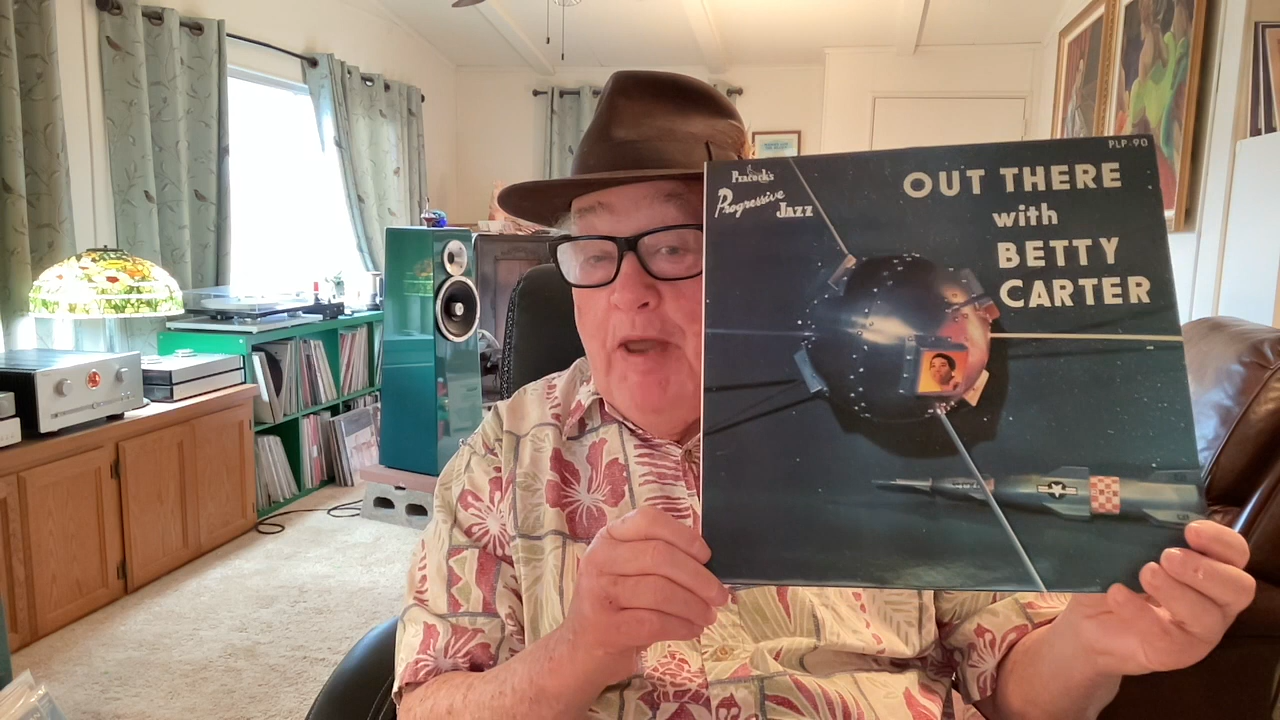 PLP-90
Peacock's
Progressive
Jazz
OUT THERE
with
BETTY
CARTER